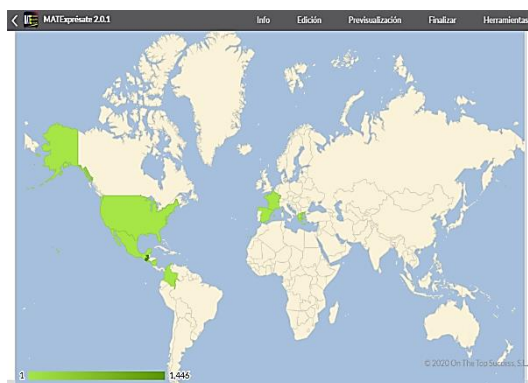 MATExprésate 2.0.1 Info Edición Previsualización Finalizar Herramientas
© 2020 On The Top Success, S.L.
1 1,446